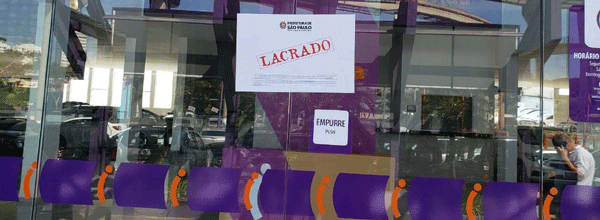 PREFEITURA DE
SÃO PAULO
LACRADO
EMPURRE
PUSH
HORÁRIO